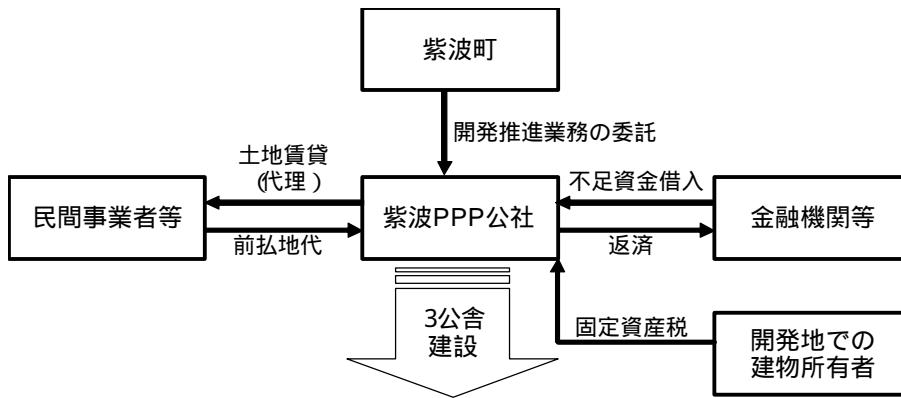 紫波町
開発推進業務の委託
土地賃貸
(代理）
不足資金借入
民間事業者等
紫波PPP公社
金融機関等
前払地代
返済
3公舎
建設
固定資産税
開発地での
建物所有者